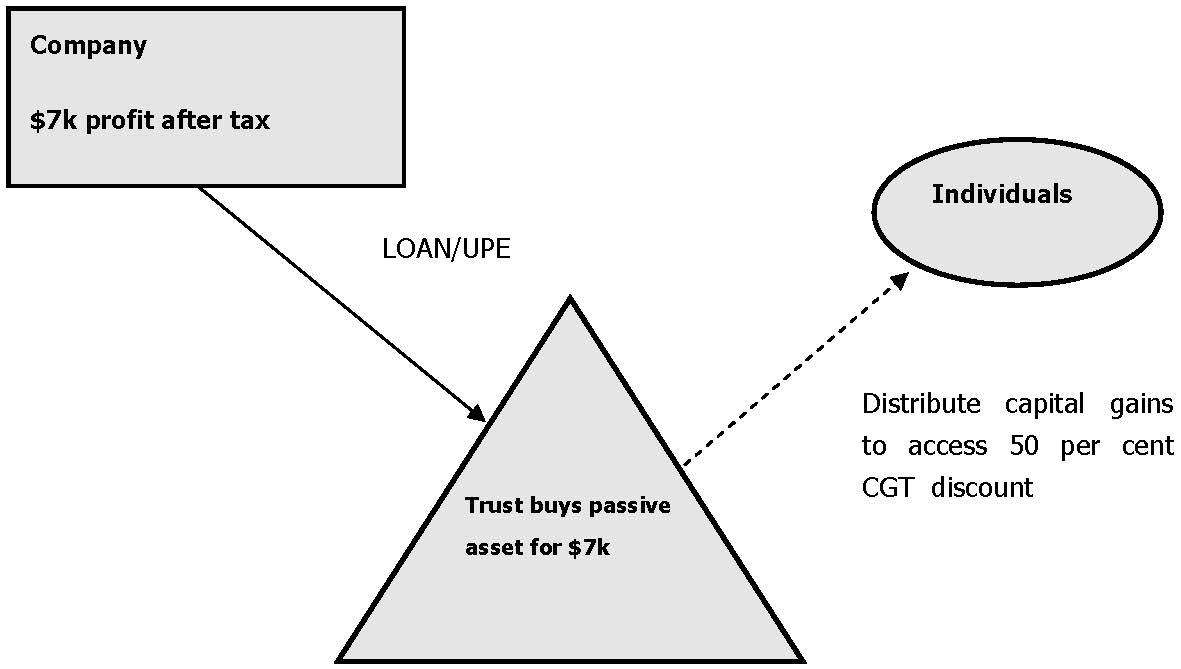 Company
$7k profit after tax
LOAN/UPE
Individuals
Distribute capital gains
to access 50 per cent
CGT discount
Trust buys passive
asset for $7k